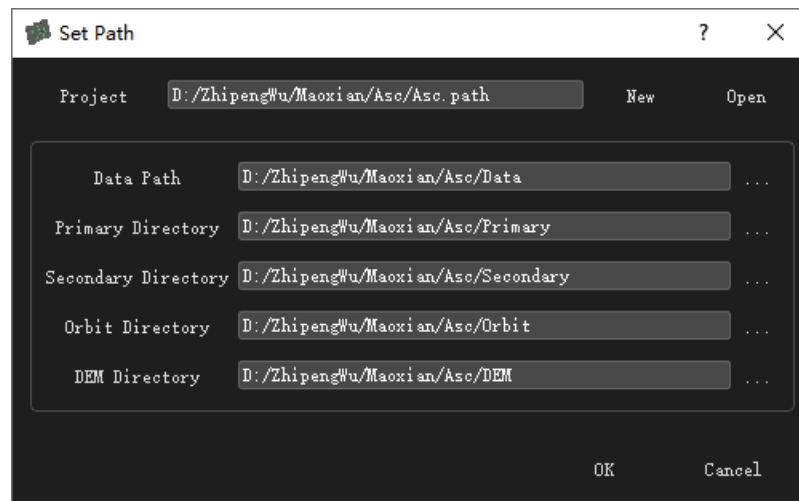 Set Path ? ×
Project D:/ZhipengWu/Maoxian/Asc/Asc.path New Open
Data Path D:/ZhipengWu/Maoxian/Asc/Data ...
Primary Directory D:/ZhipengWu/Maoxian/Asc/Primary ...
Secondary Directory D:/ZhipengWu/Maoxian/Asc/Secondary ...
Orbit Directory D:/ZhipengWu/Maoxian/Asc/Orbit ...
DEM Directory D:/ZhipengWu/Maoxian/Asc/DEM ...
OK Cancel